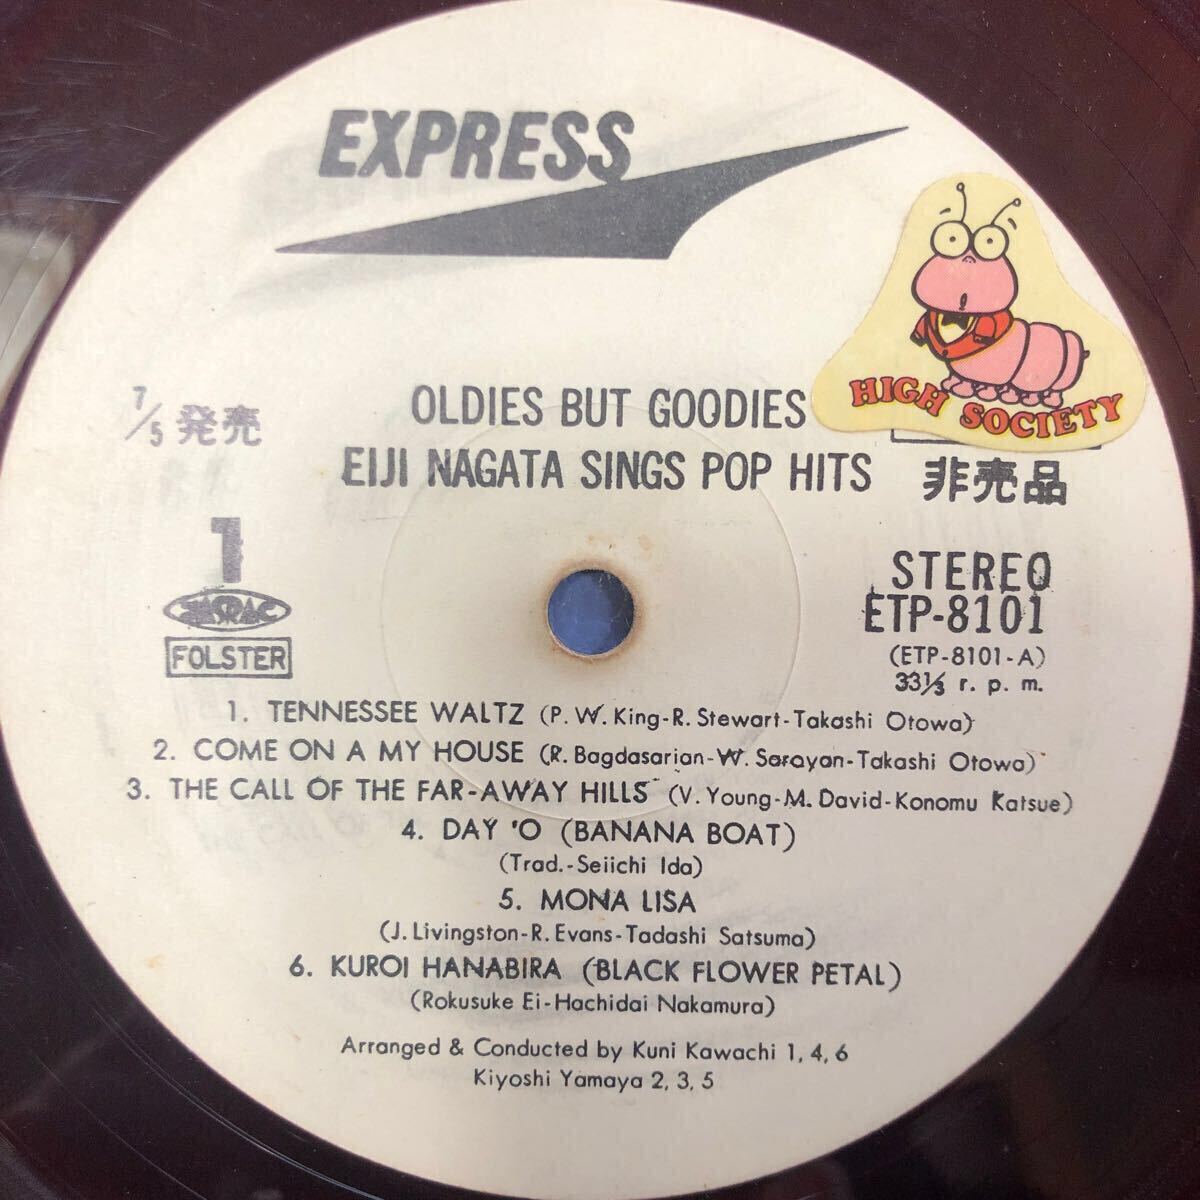 EXPRESS
HIGH SOCIETY
7/5 発売
OLDIES BUT GOODIES
EIJI NAGATA SINGS POP HITS
非売品
1
JASRAC
FOLSTER
STEREO
ETP-8101
(ETP-8101-A)
33⅓ r. p. m.
1. TENNESSEE WALTZ (P. W. King-R. Stewart-Takashi Otowa)
2. COME ON A MY HOUSE (R. Bagdasarian-W. Saroyan-Takashi Otowa)
3. THE CALL OF THE FAR-AWAY HILLS (V. Young-M. David-Konomu Katsue)
4. DAY 'O (BANANA BOAT)
(Trad.-Seiichi Ida)
5. MONA LISA
(J. Livingston-R. Evans-Tadashi Satsuma)
6. KUROI HANABIRA (BLACK FLOWER PETAL)
(Rokusuke Ei-Hachidai Nakamura)
Arranged & Conducted by Kuni Kawachi 1, 4, 6
Kiyoshi Yamaya 2, 3, 5